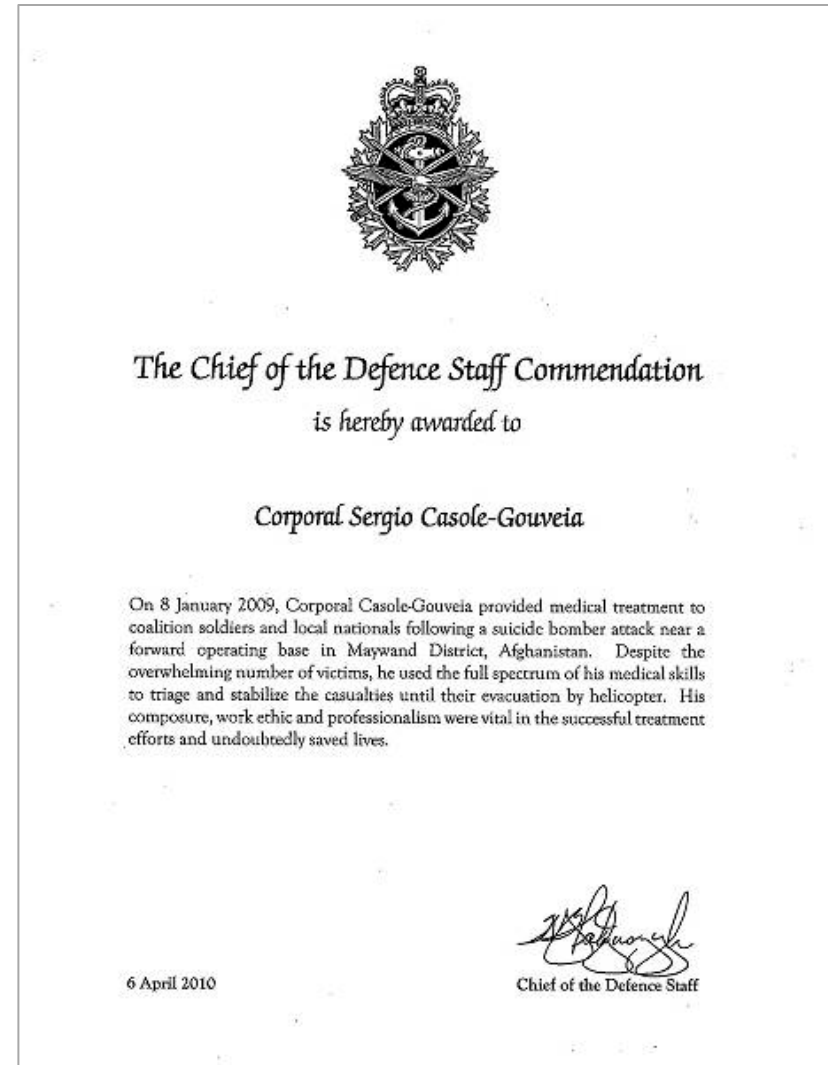 The Chief of the Defence Staff Commendation
is hereby awarded to
Corporal Sergio Casole-Gouveia
On 8 January 2009, Corporal Casole-Gouveia provided medical treatment to
coalition soldiers and local nationals following a suicide bomber attack near a
forward operating base in Maywand District, Afghanistan. Despite the
overwhelming number of victims, he used the full spectrum of his medical skills
to triage and stabilize the casualties until their evacuation by helicopter. His
composure, work ethic and professionalism were vital in the successful treatment
efforts and undoubtedly saved lives.
6 April 2010
Chief of the Defence Staff